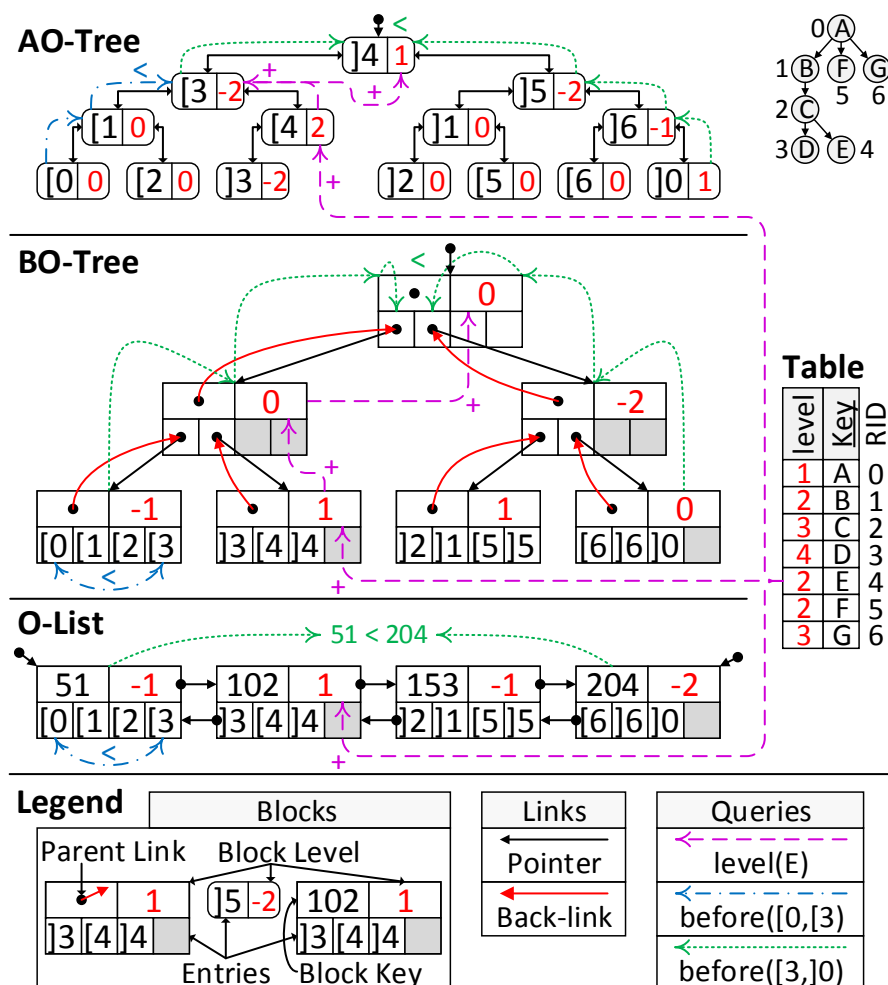 AO-Tree
<
]4 1
0 A
<
+
[3 -2
+
]5 -2
1 B F G
5 6
[1 0
[4 2
]1 0
]6 -1
2 C
[0 0
[2 0
]3 -2
+
]2 0
[5 0
[6 0
]0 1
3 D E 4
BO-Tree
<
0
0
+
-2
Table
level Key RID
1 A 0
2 B 1
3 C 2
4 D 3
2 E 4
2 F 5
3 G 6
+
-1
1
1
0
[0 [1 [2 [3
]3 [4 ]4
]2 ]1 [5 ]5
[6 ]6 ]0
<
+
O-List
51 < 204
51 -1
102 1
153 -1
204 -2
[0 [1 [2 [3
]3 [4 ]4
]2 ]1 [5 ]5
[6 ]6 ]0
<
+
Legend
Blocks
Links
Queries
Parent Link
Block Level
Pointer
level(E)
1
]5 -2
102 1
Back-link
before([0,[3)
]3 [4 ]4
]3 [4 ]4
Entries
Block Key
before([3,]0)